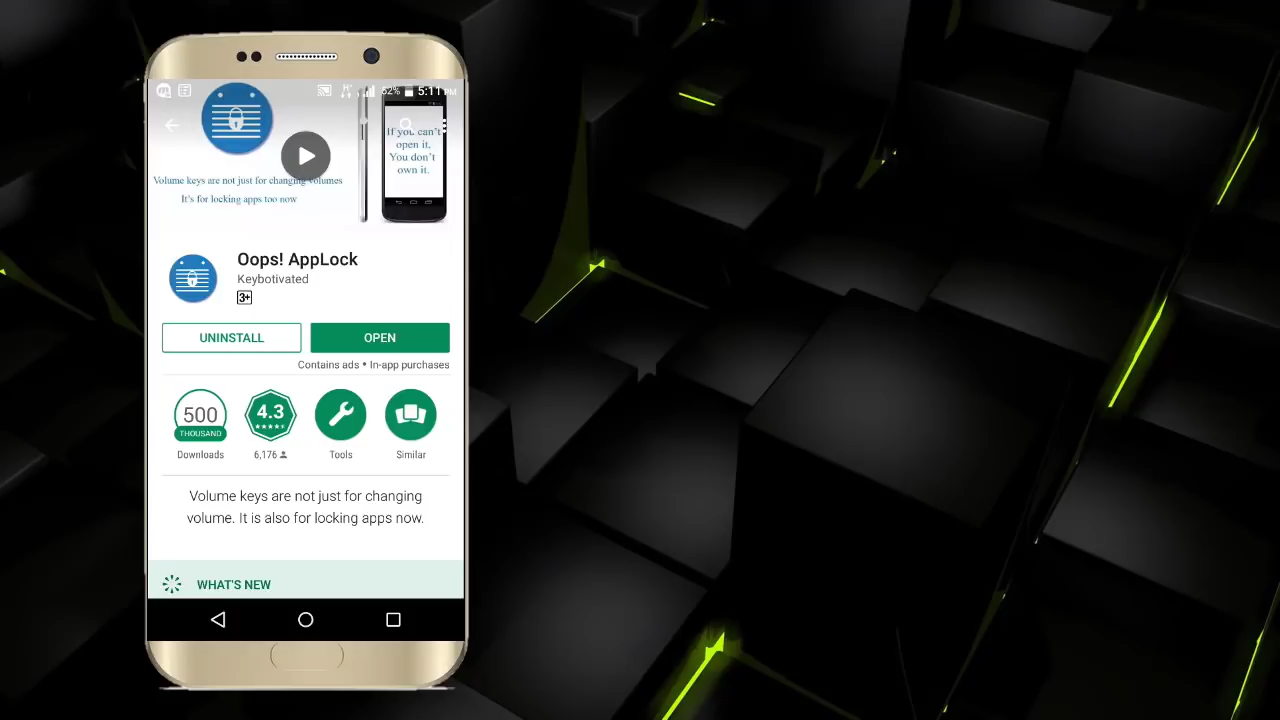 52% 5:11 PM
If you can't
open it,
You don't
own it.
Volume keys are not just for changing volumes
It's for locking apps too now
Oops! AppLock
Keybotivated
3+
UNINSTALL
OPEN
Contains ads • In-app purchases
500
THOUSAND
4.3
Downloads
6,176
Tools
Similar
Volume keys are not just for changing
volume. It is also for locking apps now.
WHAT'S NEW